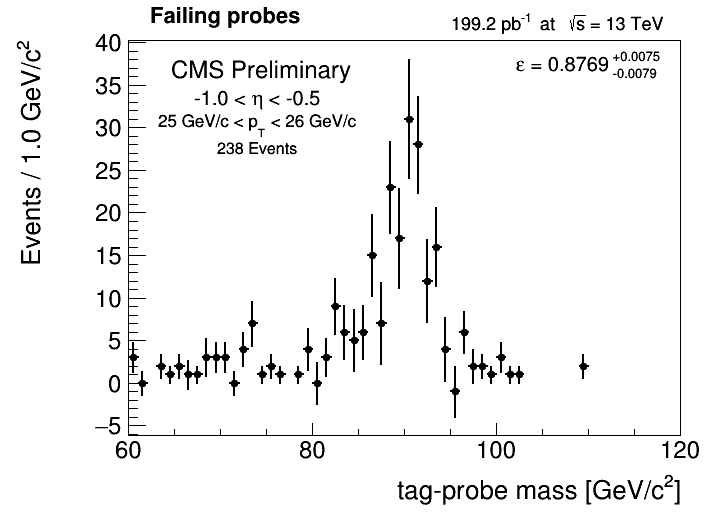 Failing probes
199.2 pb⁻¹ at √s = 13 TeV
CMS Preliminary
-1.0 < η < -0.5
25 GeV/c < p_T < 26 GeV/c
238 Events
ε = 0.8769 +0.0075 -0.0079
Events / 1.0 GeV/c²
40
35
30
25
20
15
10
5
0
−5
60 80 100 120
tag-probe mass [GeV/c²]